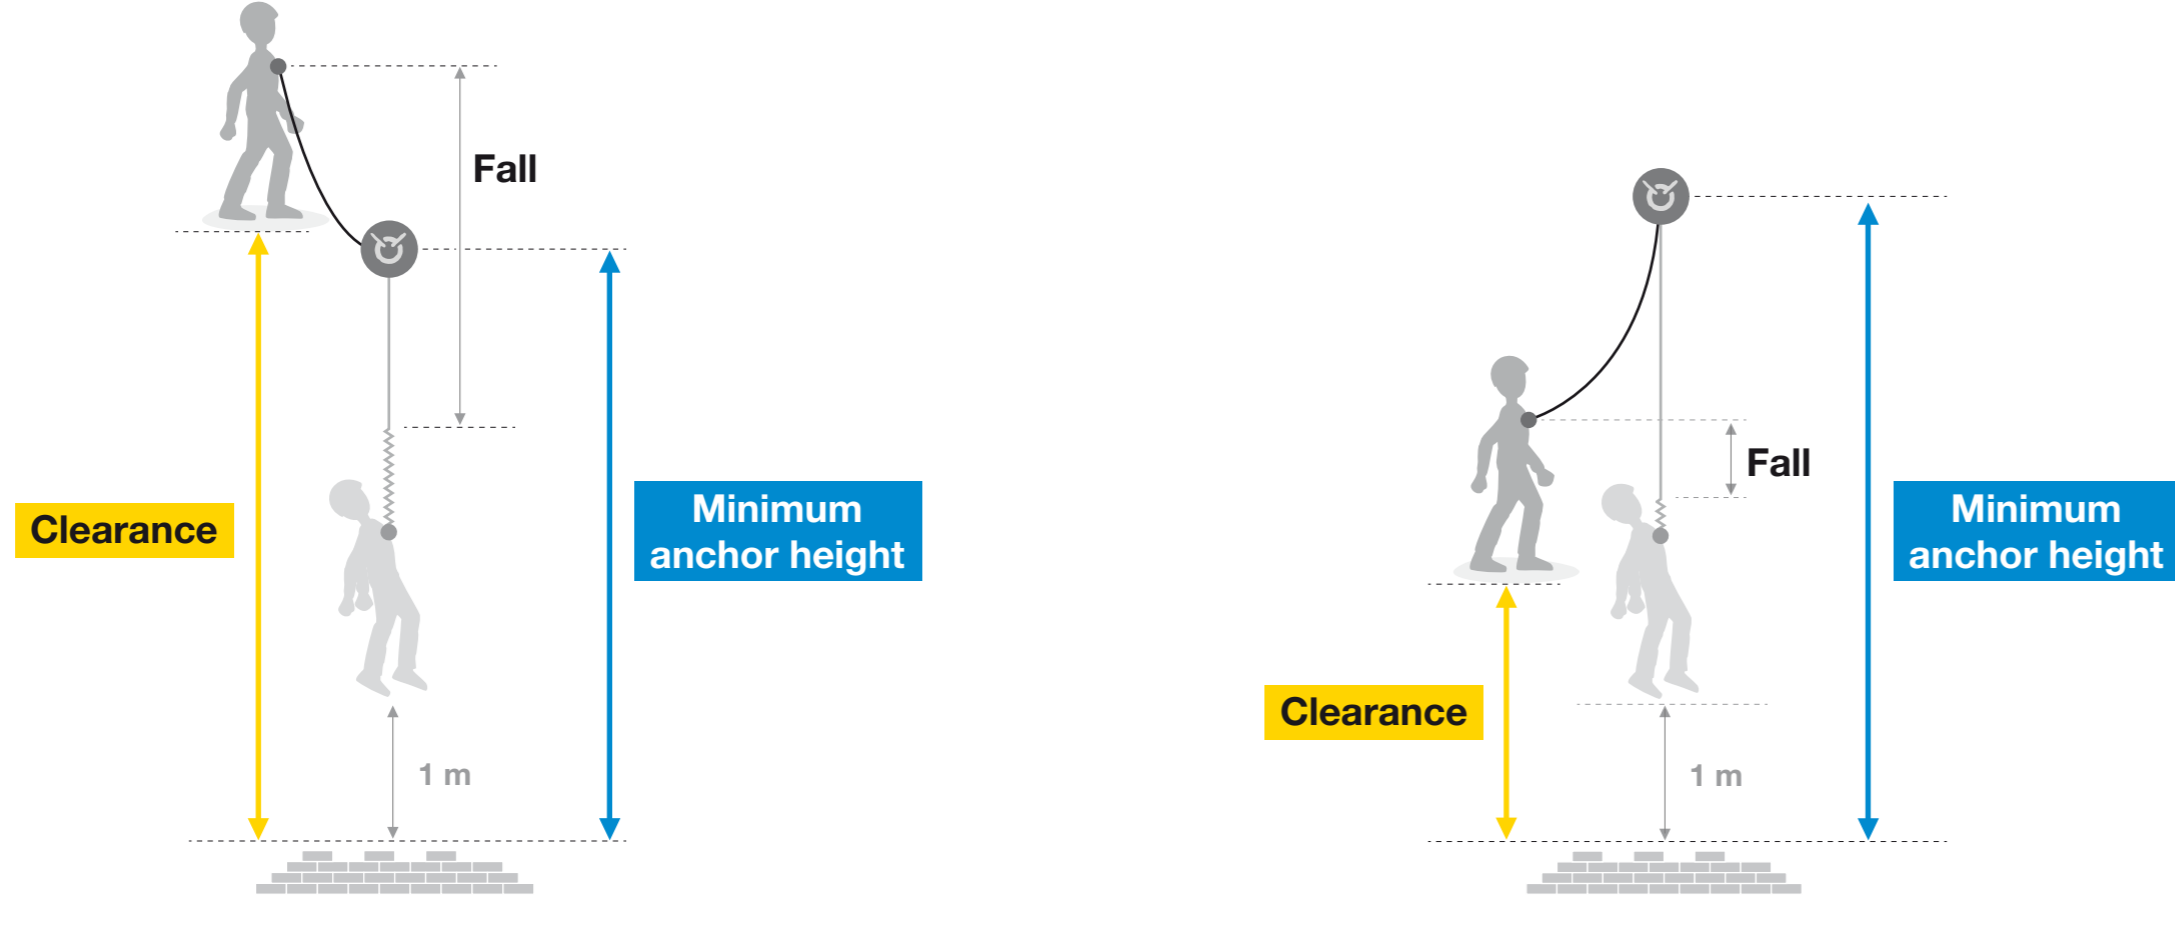 Fall
Clearance
Minimum
anchor height
1 m
Fall
Minimum
anchor height
Clearance
1 m